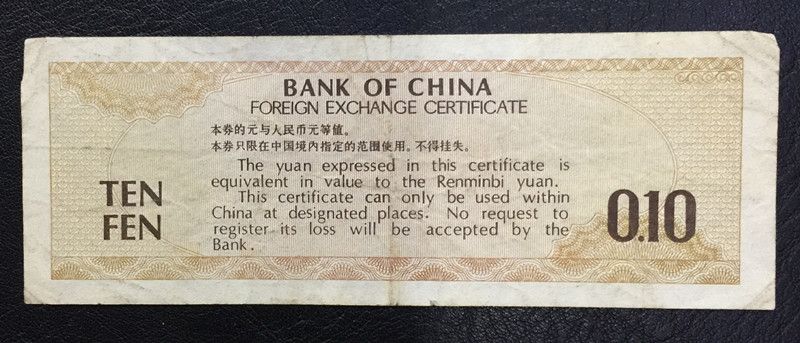 BANK OF CHINA
FOREIGN EXCHANGE CERTIFICATE
本券的元与人民币元等值。
本券只限在中国境内指定的范围使用。不得挂失。
The yuan expressed in this certificate is
equivalent in value to the Renminbi yuan.
This certificate can only be used within
China at designated places. No request to
register its loss will be accepted by the
Bank.
TEN
FEN
0.10